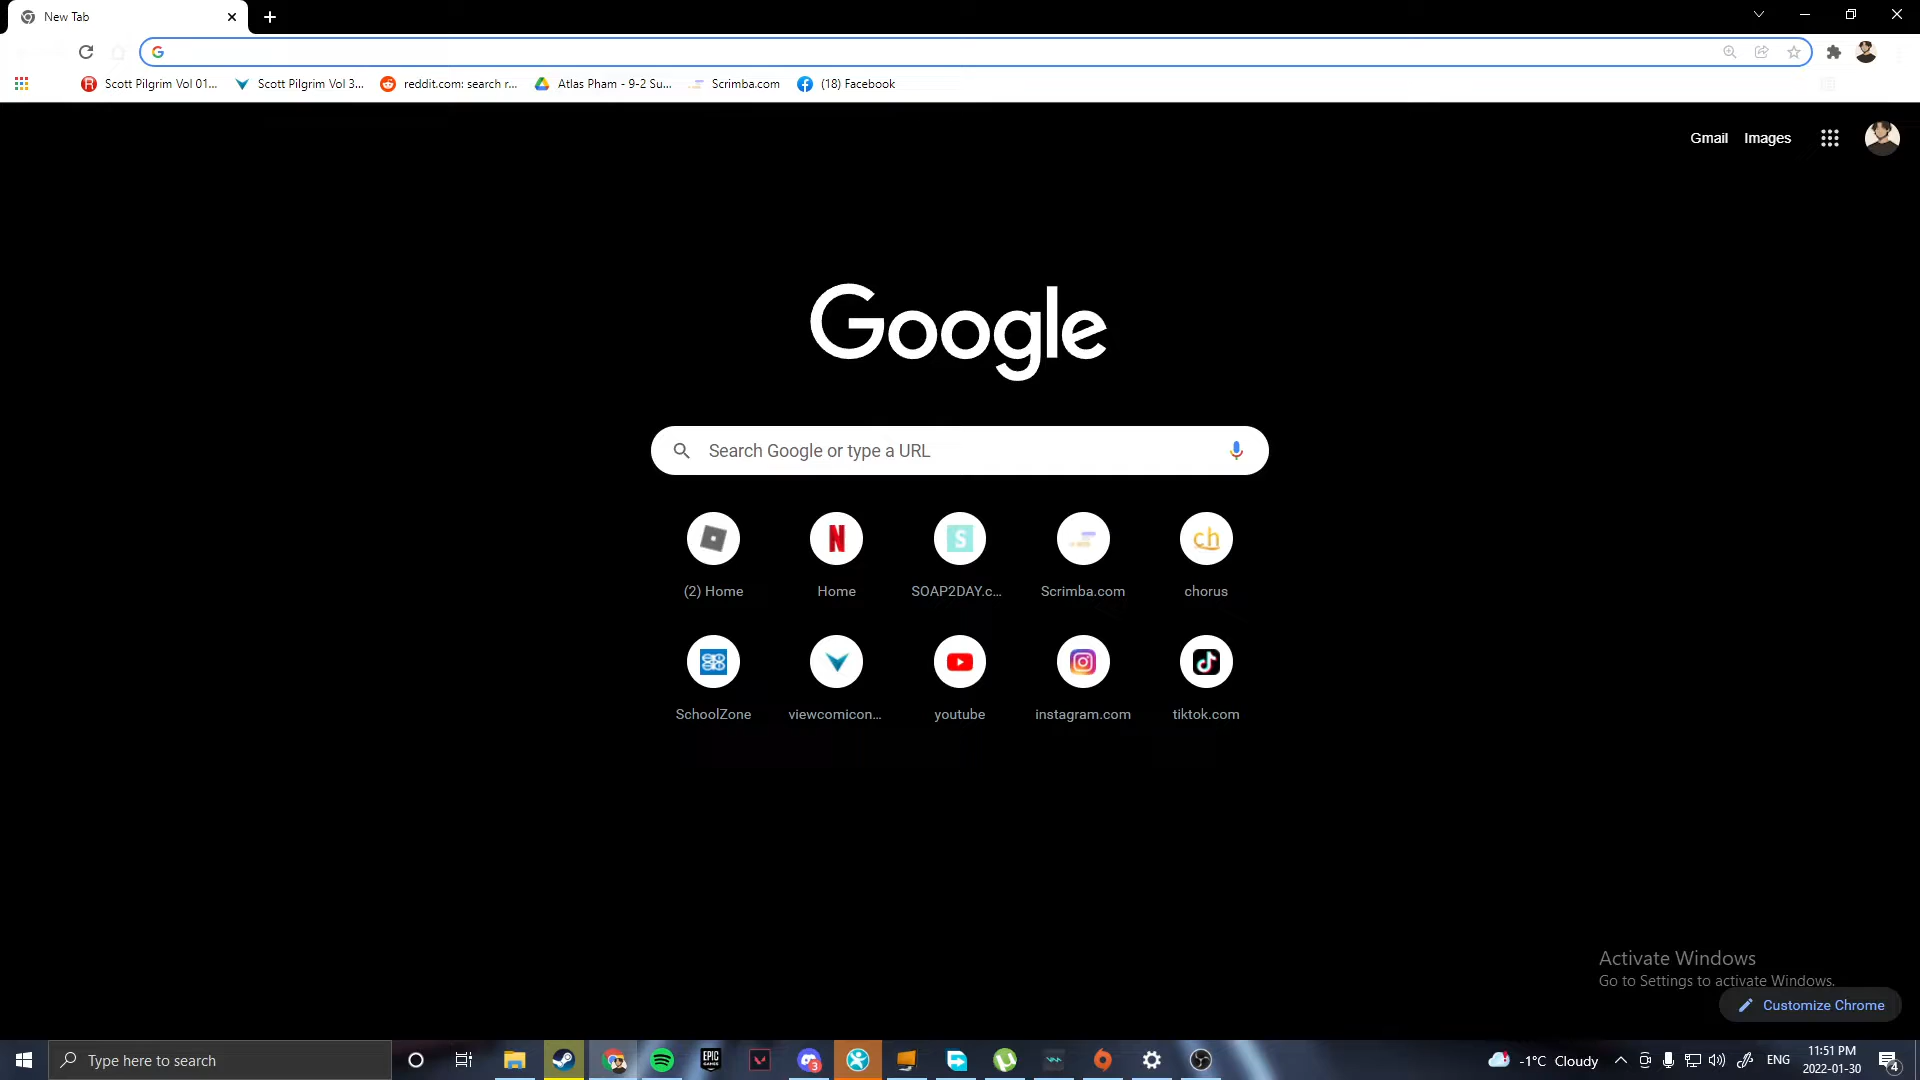 New Tab
Scott Pilgrim Vol 01...
Scott Pilgrim Vol 3...
reddit.com: search r...
Atlas Pham - 9-2 Su...
Scrimba.com
(18) Facebook
Gmail
Images
Google
Search Google or type a URL
(2) Home
Home
SOAP2DAY.c...
Scrimba.com
chorus
SchoolZone
viewcomicon...
youtube
instagram.com
tiktok.com
Activate Windows
Go to Settings to activate Windows.
Customize Chrome
Type here to search
-1°C Cloudy
ENG
11:51 PM
2022-01-30